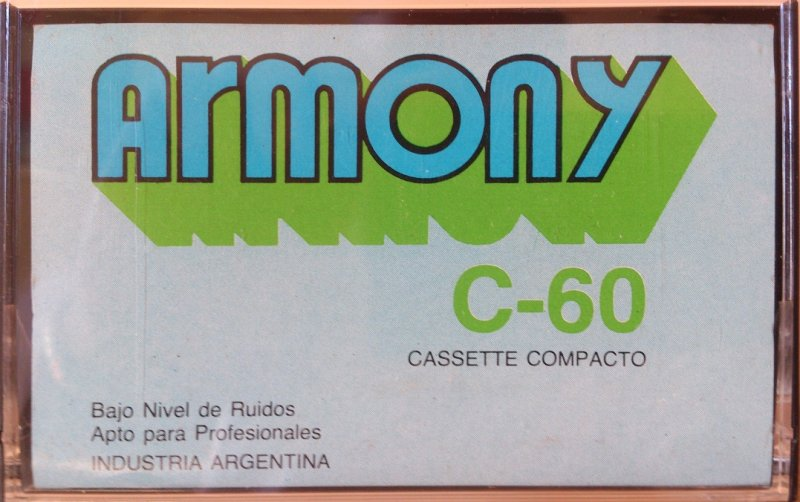 ARMONY
C-60
CASSETTE COMPACTO
Bajo Nivel de Ruidos
Apto para Profesionales
INDUSTRIA ARGENTINA